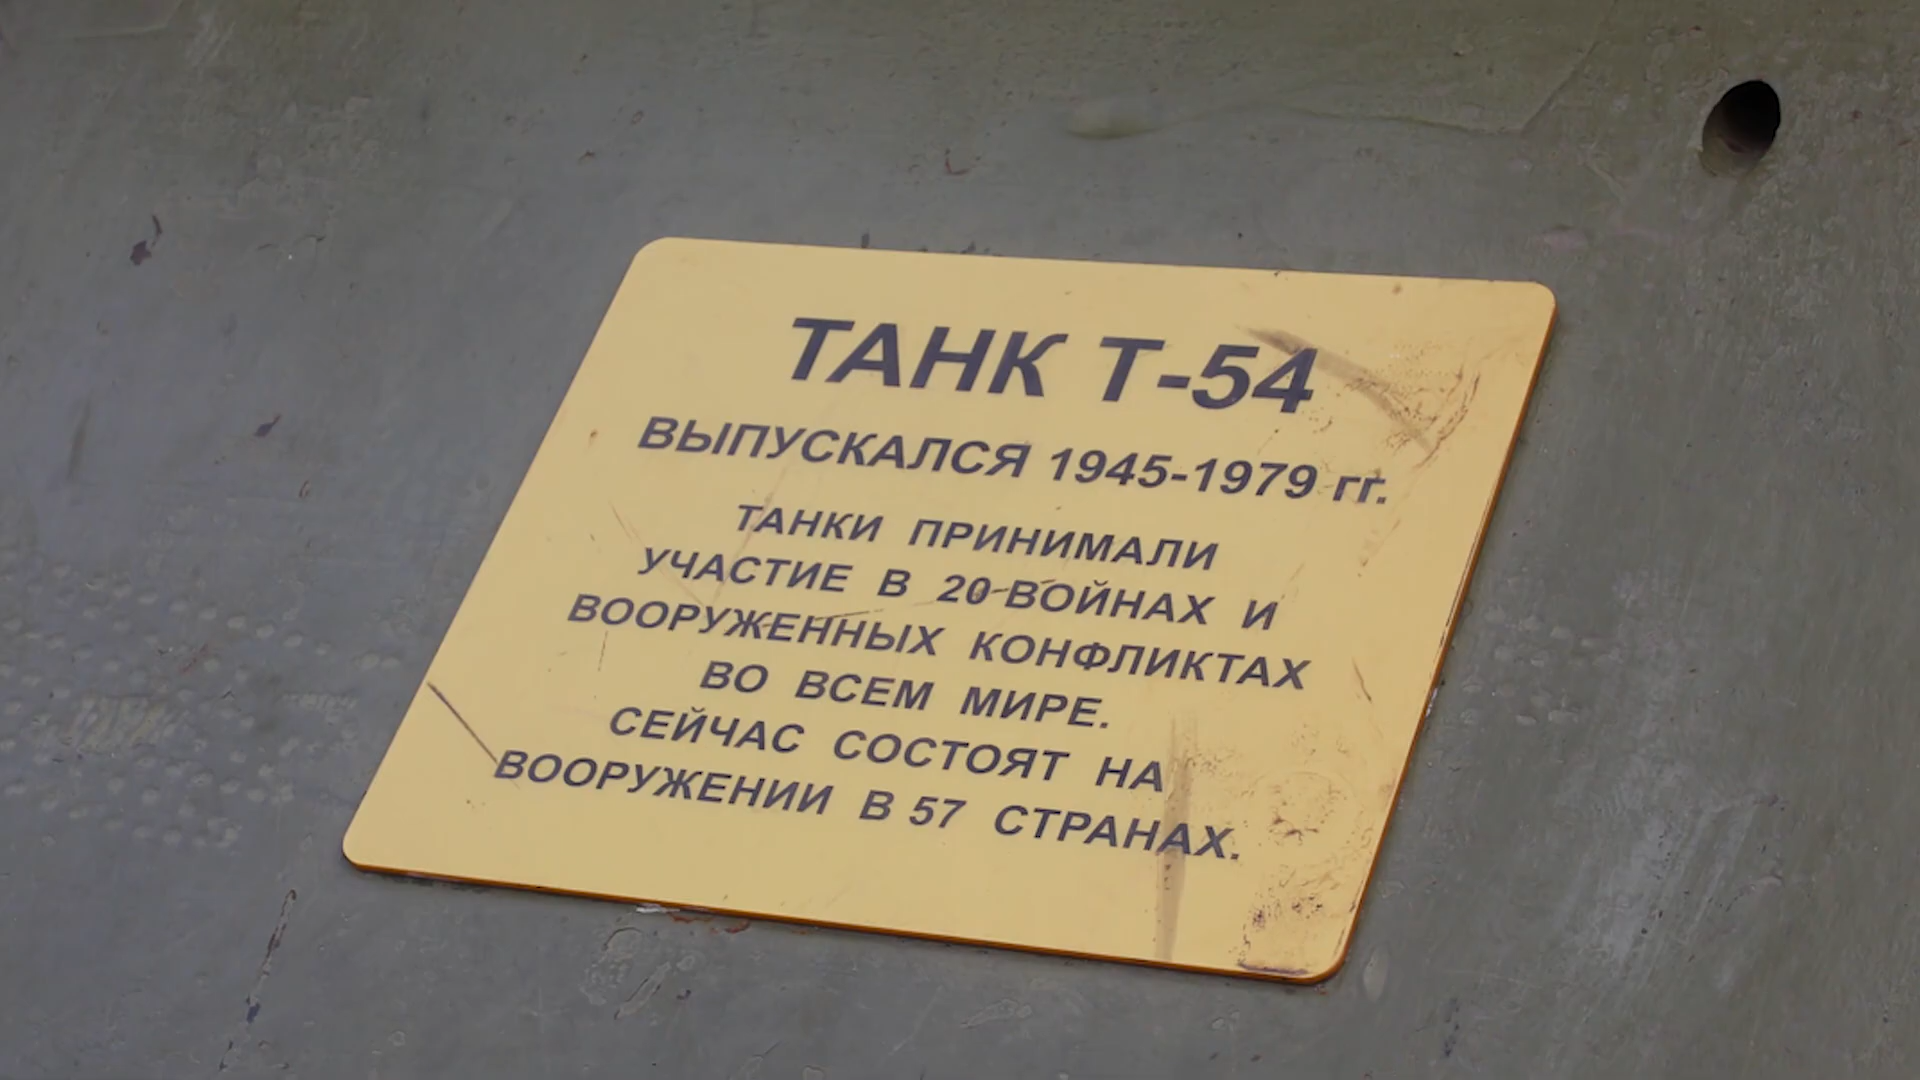 ТАНК Т-54
ВЫПУСКАЛСЯ 1945-1979 гг.
ТАНКИ ПРИНИМАЛИ
УЧАСТИЕ В 20 ВОЙНАХ И
ВООРУЖЕННЫХ КОНФЛИКТАХ
ВО ВСЕМ МИРЕ.
СЕЙЧАС СОСТОЯТ НА
ВООРУЖЕНИИ В 57 СТРАНАХ.